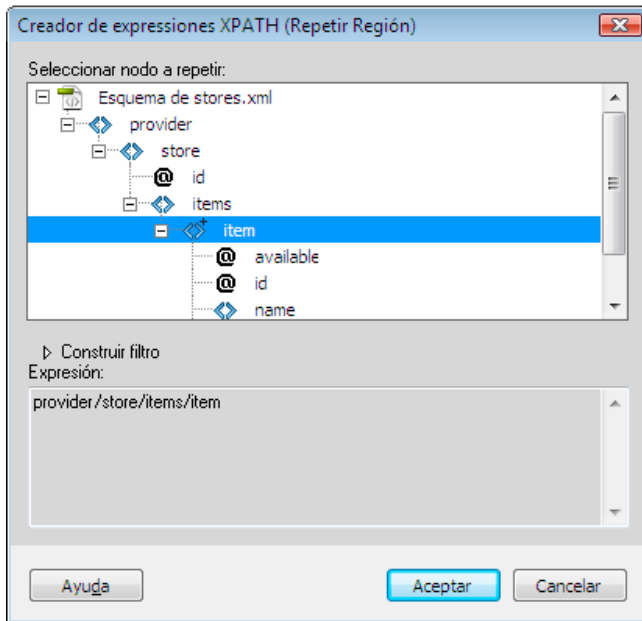 Creador de expressiones XPATH (Repetir Región)
Seleccionar nodo a repetir:
Esquema de stores.xml
provider
store
@ id
items
item
@ available
@ id
name
Construir filtro
Expresión:
provider/store/items/item
Ayuda
Aceptar
Cancelar